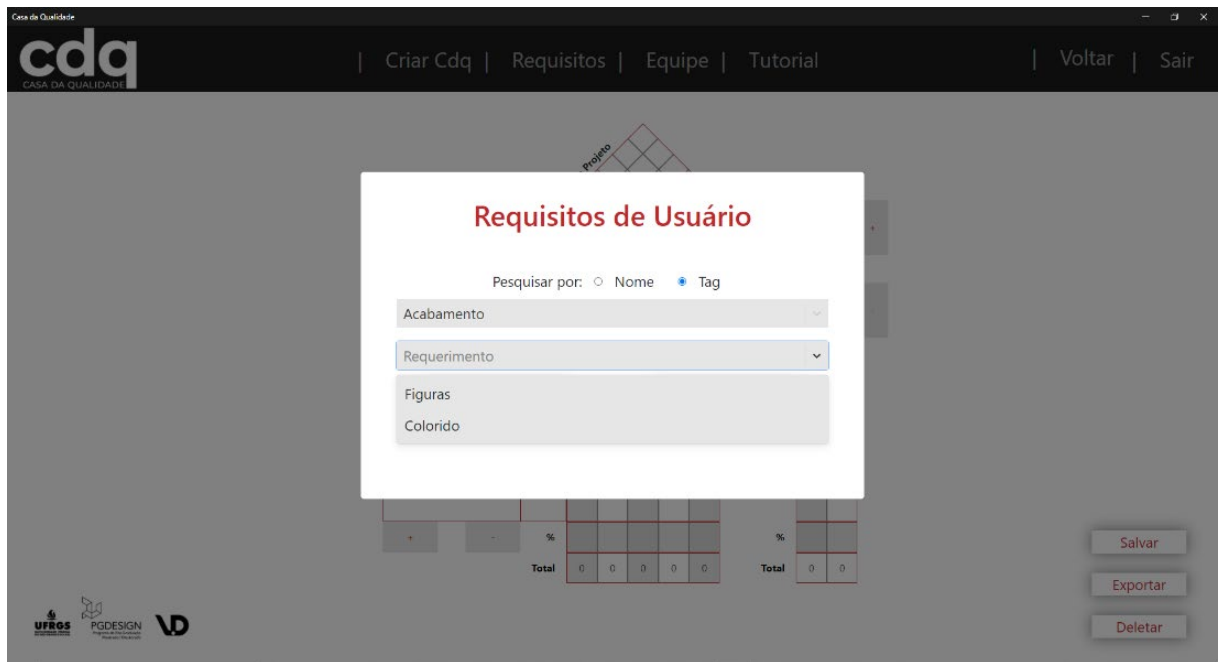 Casa da Qualidade
cdq
CASA DA QUALIDADE
| Criar Cdq | Requisitos | Equipe | Tutorial
| Voltar | Sair
Projeto
Requisitos de Usuário
Pesquisar por: Nome Tag
Acabamento
Requerimento
Figuras
Colorido
+
+ - % %
Total 0 0 0 0 0 Total 0 0
Salvar
Exportar
Deletar
UFRGS
PGDESIGN
VD